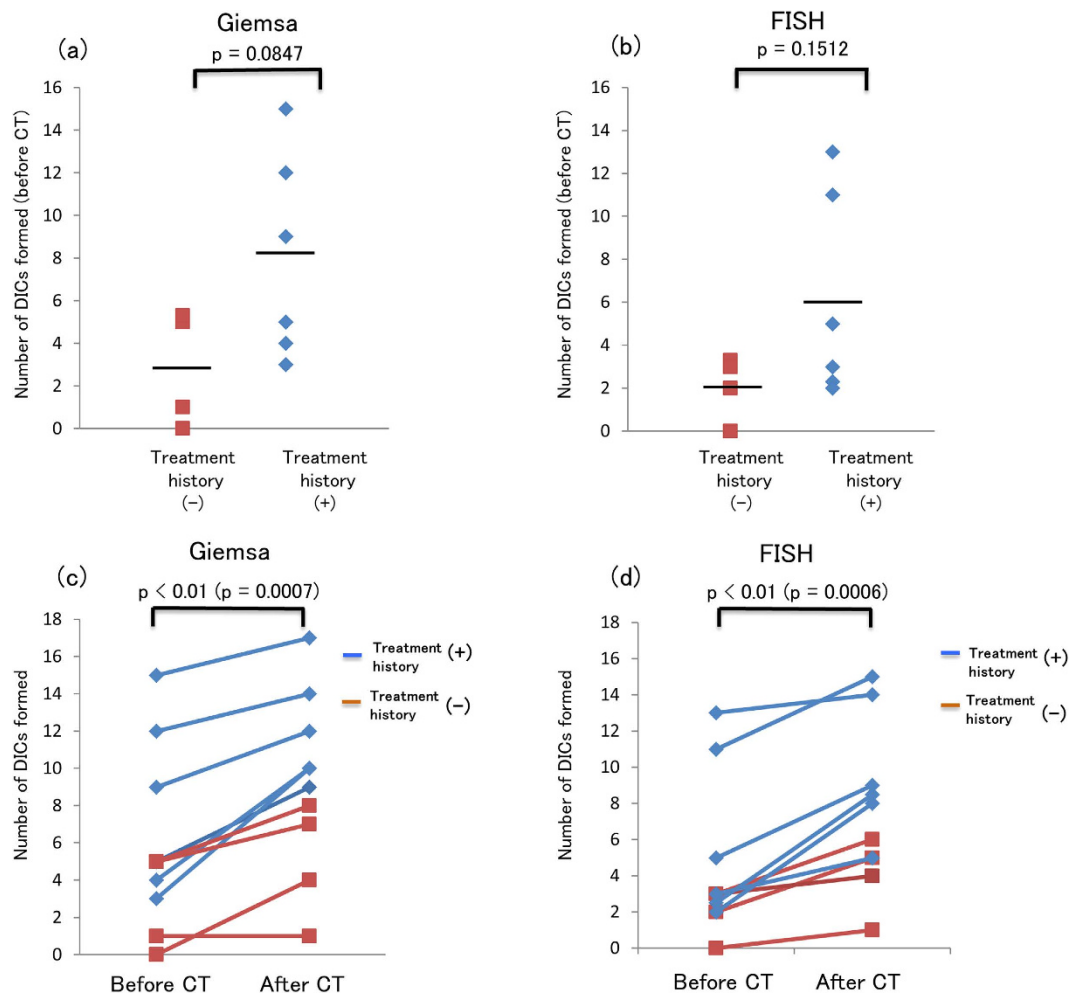 Giemsa
(a)
p = 0.0847
Number of DICs formed (before CT)
16
14
12
10
8
6
4
2
0
Treatment history (-)
Treatment history (+)
FISH
(b)
p = 0.1512
Number of DICs formed (before CT)
16
14
12
10
8
6
4
2
0
Treatment history (-)
Treatment history (+)
Giemsa
(c)
p < 0.01 (p = 0.0007)
Number of DICs formed
18
16
14
12
10
8
6
4
2
0
Before CT
After CT
Treatment history (+)
Treatment history (-)
FISH
(d)
p < 0.01 (p = 0.0006)
Number of DICs formed
18
16
14
12
10
8
6
4
2
0
Before CT
After CT
Treatment history (+)
Treatment history (-)